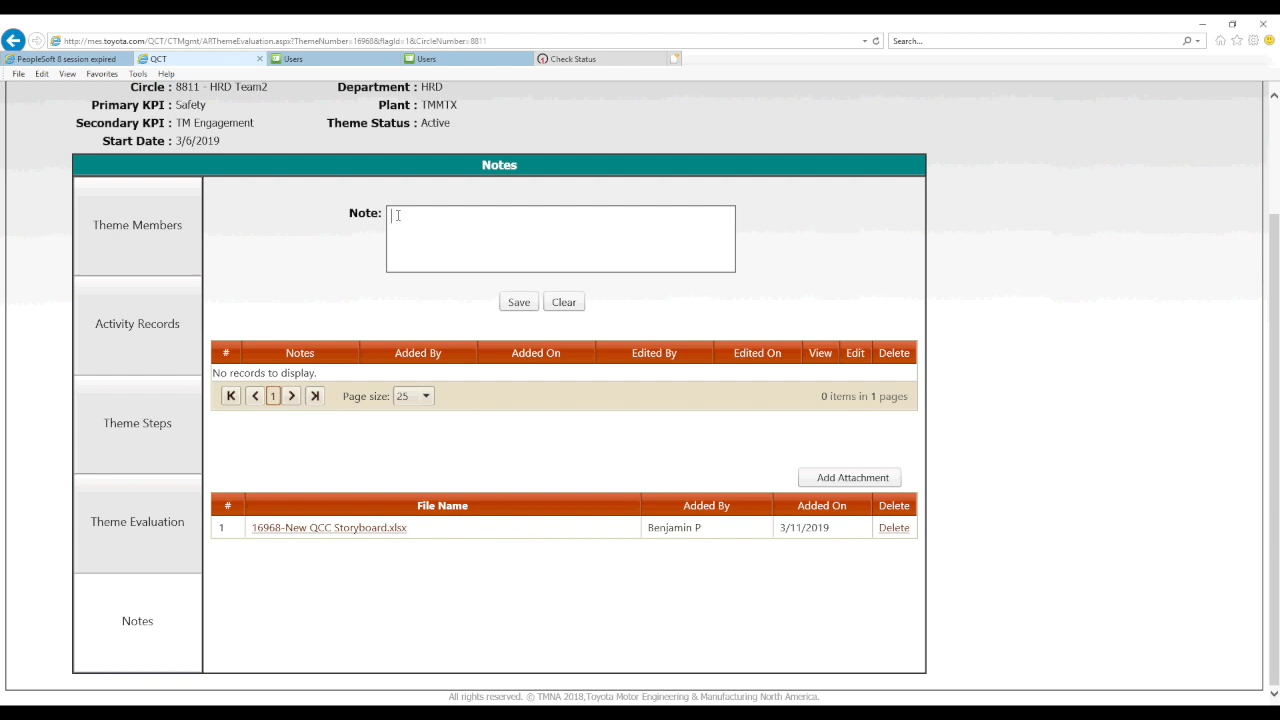 http://mes.toyota.com/QCT/CTMgmt/ARThemeEvaluation.aspx?ThemeNumber=16968&flagId=1&CircleNumber=8811
Search...
PeopleSoft 8 session expired
QCT
Users
Users
Check Status
File Edit View Favorites Tools Help
Circle : 8811 - HRD Team2 Department : HRD
Primary KPI : Safety Plant : TMMTX
Secondary KPI : TM Engagement Theme Status : Active
Start Date : 3/6/2019
Notes
Theme Members
Activity Records
Theme Steps
Theme Evaluation
Notes
Note:
Save Clear
# Notes Added By Added On Edited By Edited On View Edit Delete
No records to display.
1 Page size: 25 0 items in 1 pages
Add Attachment
# File Name Added By Added On Delete
1 16968-New QCC Storyboard.xlsx Benjamin P 3/11/2019 Delete
All rights reserved. © TMNA 2018,Toyota Motor Engineering & Manufacturing North America.